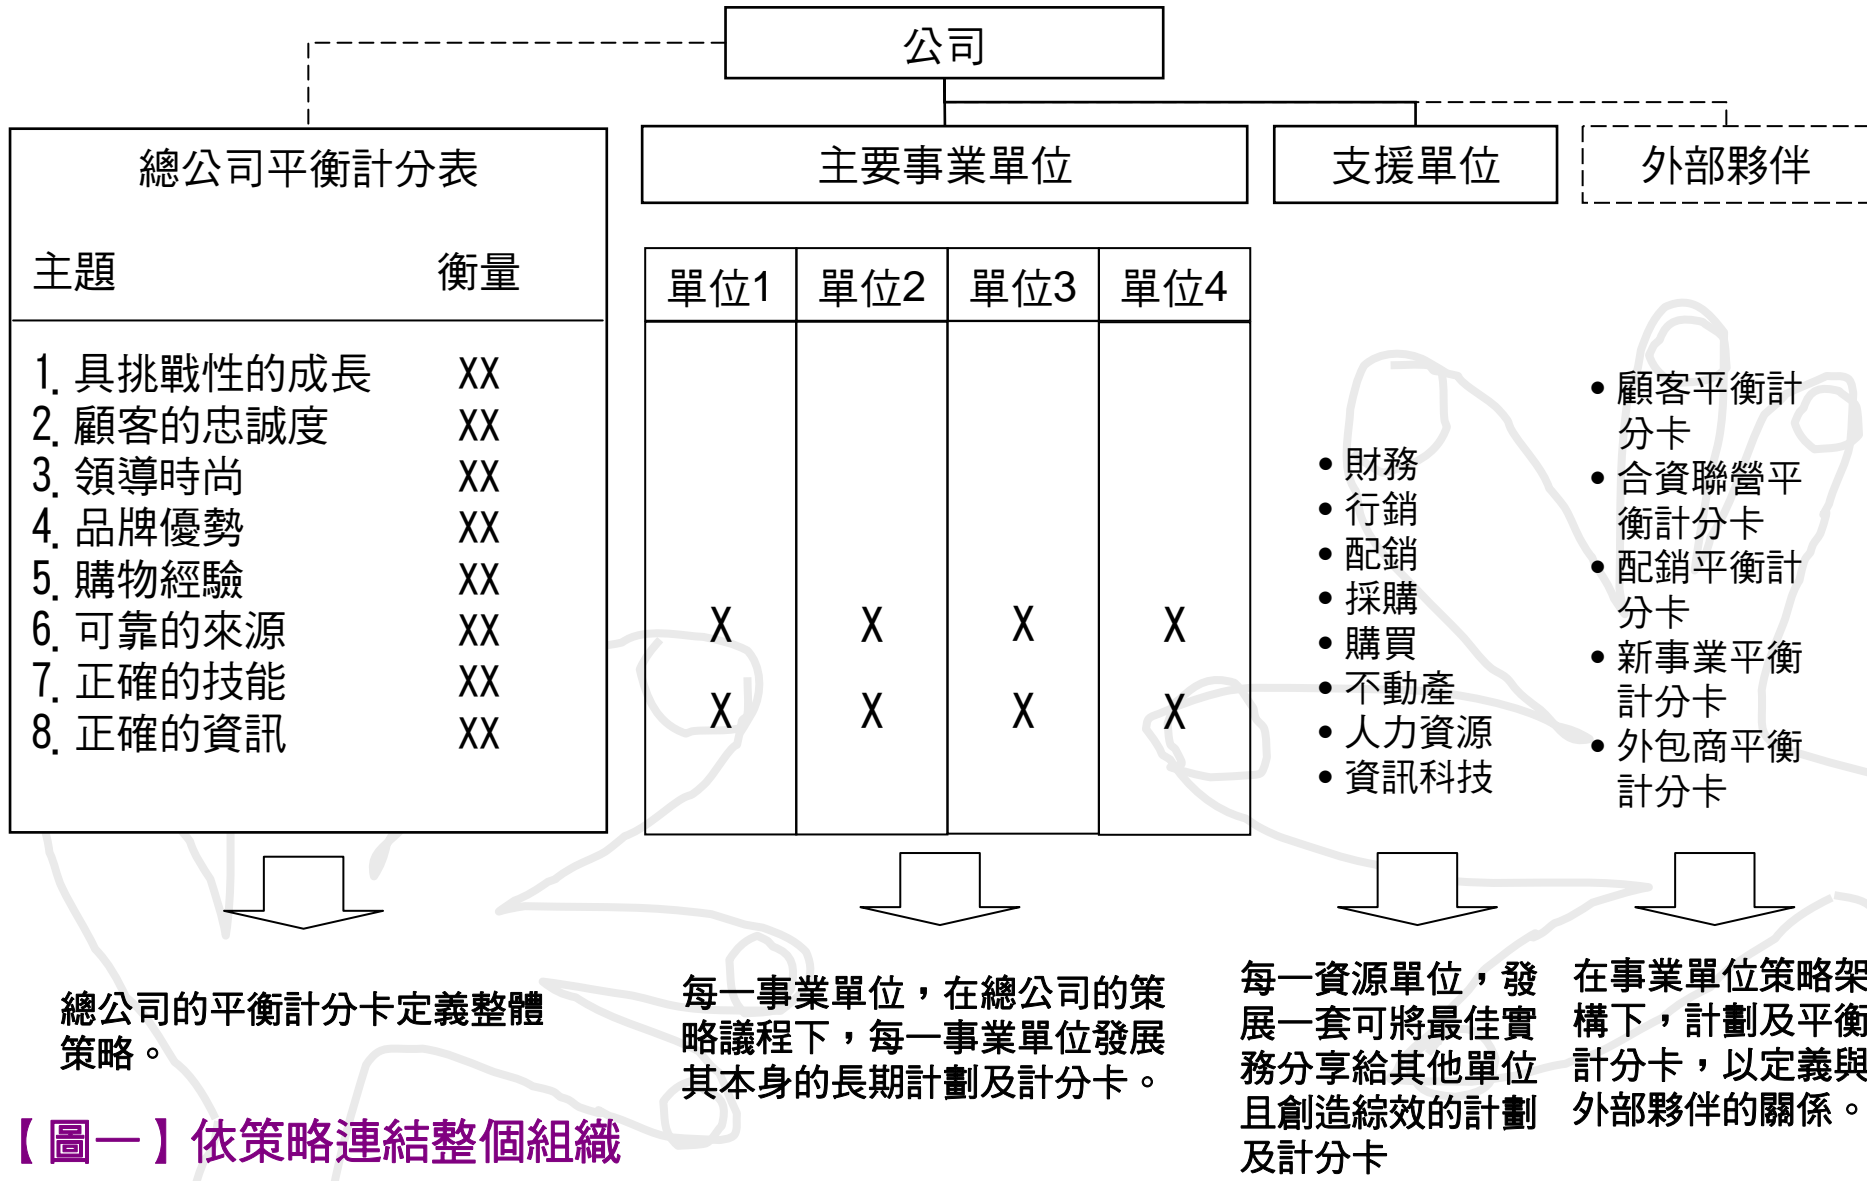 公司
總公司平衡計分表
主題 衡量
1. 具挑戰性的成長 XX
2. 顧客的忠誠度 XX
3. 領導時尚 XX
4. 品牌優勢 XX
5. 購物經驗 XX
6. 可靠的來源 XX
7. 正確的技能 XX
8. 正確的資訊 XX
總公司的平衡計分卡定義整體
策略。
主要事業單位
單位1 單位2 單位3 單位4
X X X X
X X X X
每一事業單位，在總公司的策
略議程下，每一事業單位發展
其本身的長期計劃及計分卡。
支援單位
• 財務
• 行銷
• 配銷
• 採購
• 購買
• 不動產
• 人力資源
• 資訊科技
每一資源單位，發
展一套可將最佳實
務分享給其他單位
且創造綜效的計劃
及計分卡
外部夥伴
• 顧客平衡計
分卡
• 合資聯營平
衡計分卡
• 配銷平衡計
分卡
• 新事業平衡
計分卡
• 外包商平衡
計分卡
在事業單位策略架
構下，計劃及平衡
計分卡，以定義與
外部夥伴的關係。
【圖一】依策略連結整個組織